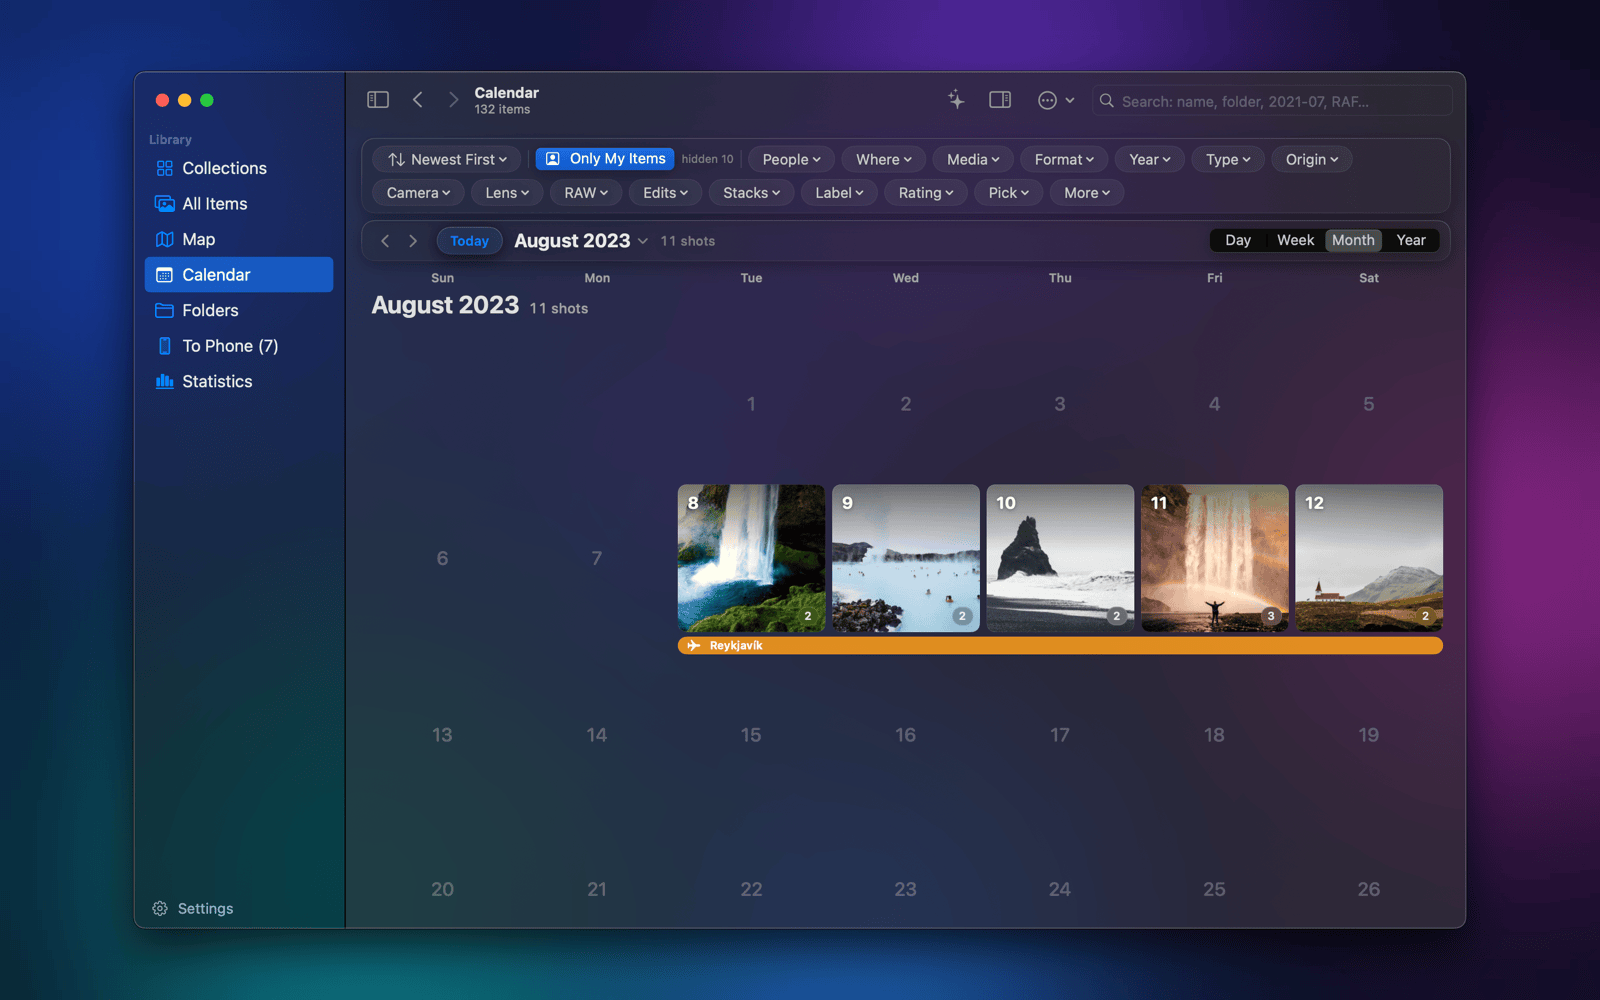 Library
Collections
All Items
Map
Calendar
Folders
To Phone (7)
Statistics
Settings
Calendar
132 items
Search: name, folder, 2021-07, RAF...
Newest First
Only My Items
hidden 10
People
Where
Media
Format
Year
Type
Origin
Camera
Lens
RAW
Edits
Stacks
Label
Rating
Pick
More
Today
August 2023
11 shots
Day
Week
Month
Year
Sun Mon Tue Wed Thu Fri Sat
August 2023 11 shots
1 2 3 4 5
6 7 8 9 10 11 12
2 2 2 3 2
Reykjavík
13 14 15 16 17 18 19
20 21 22 23 24 25 26